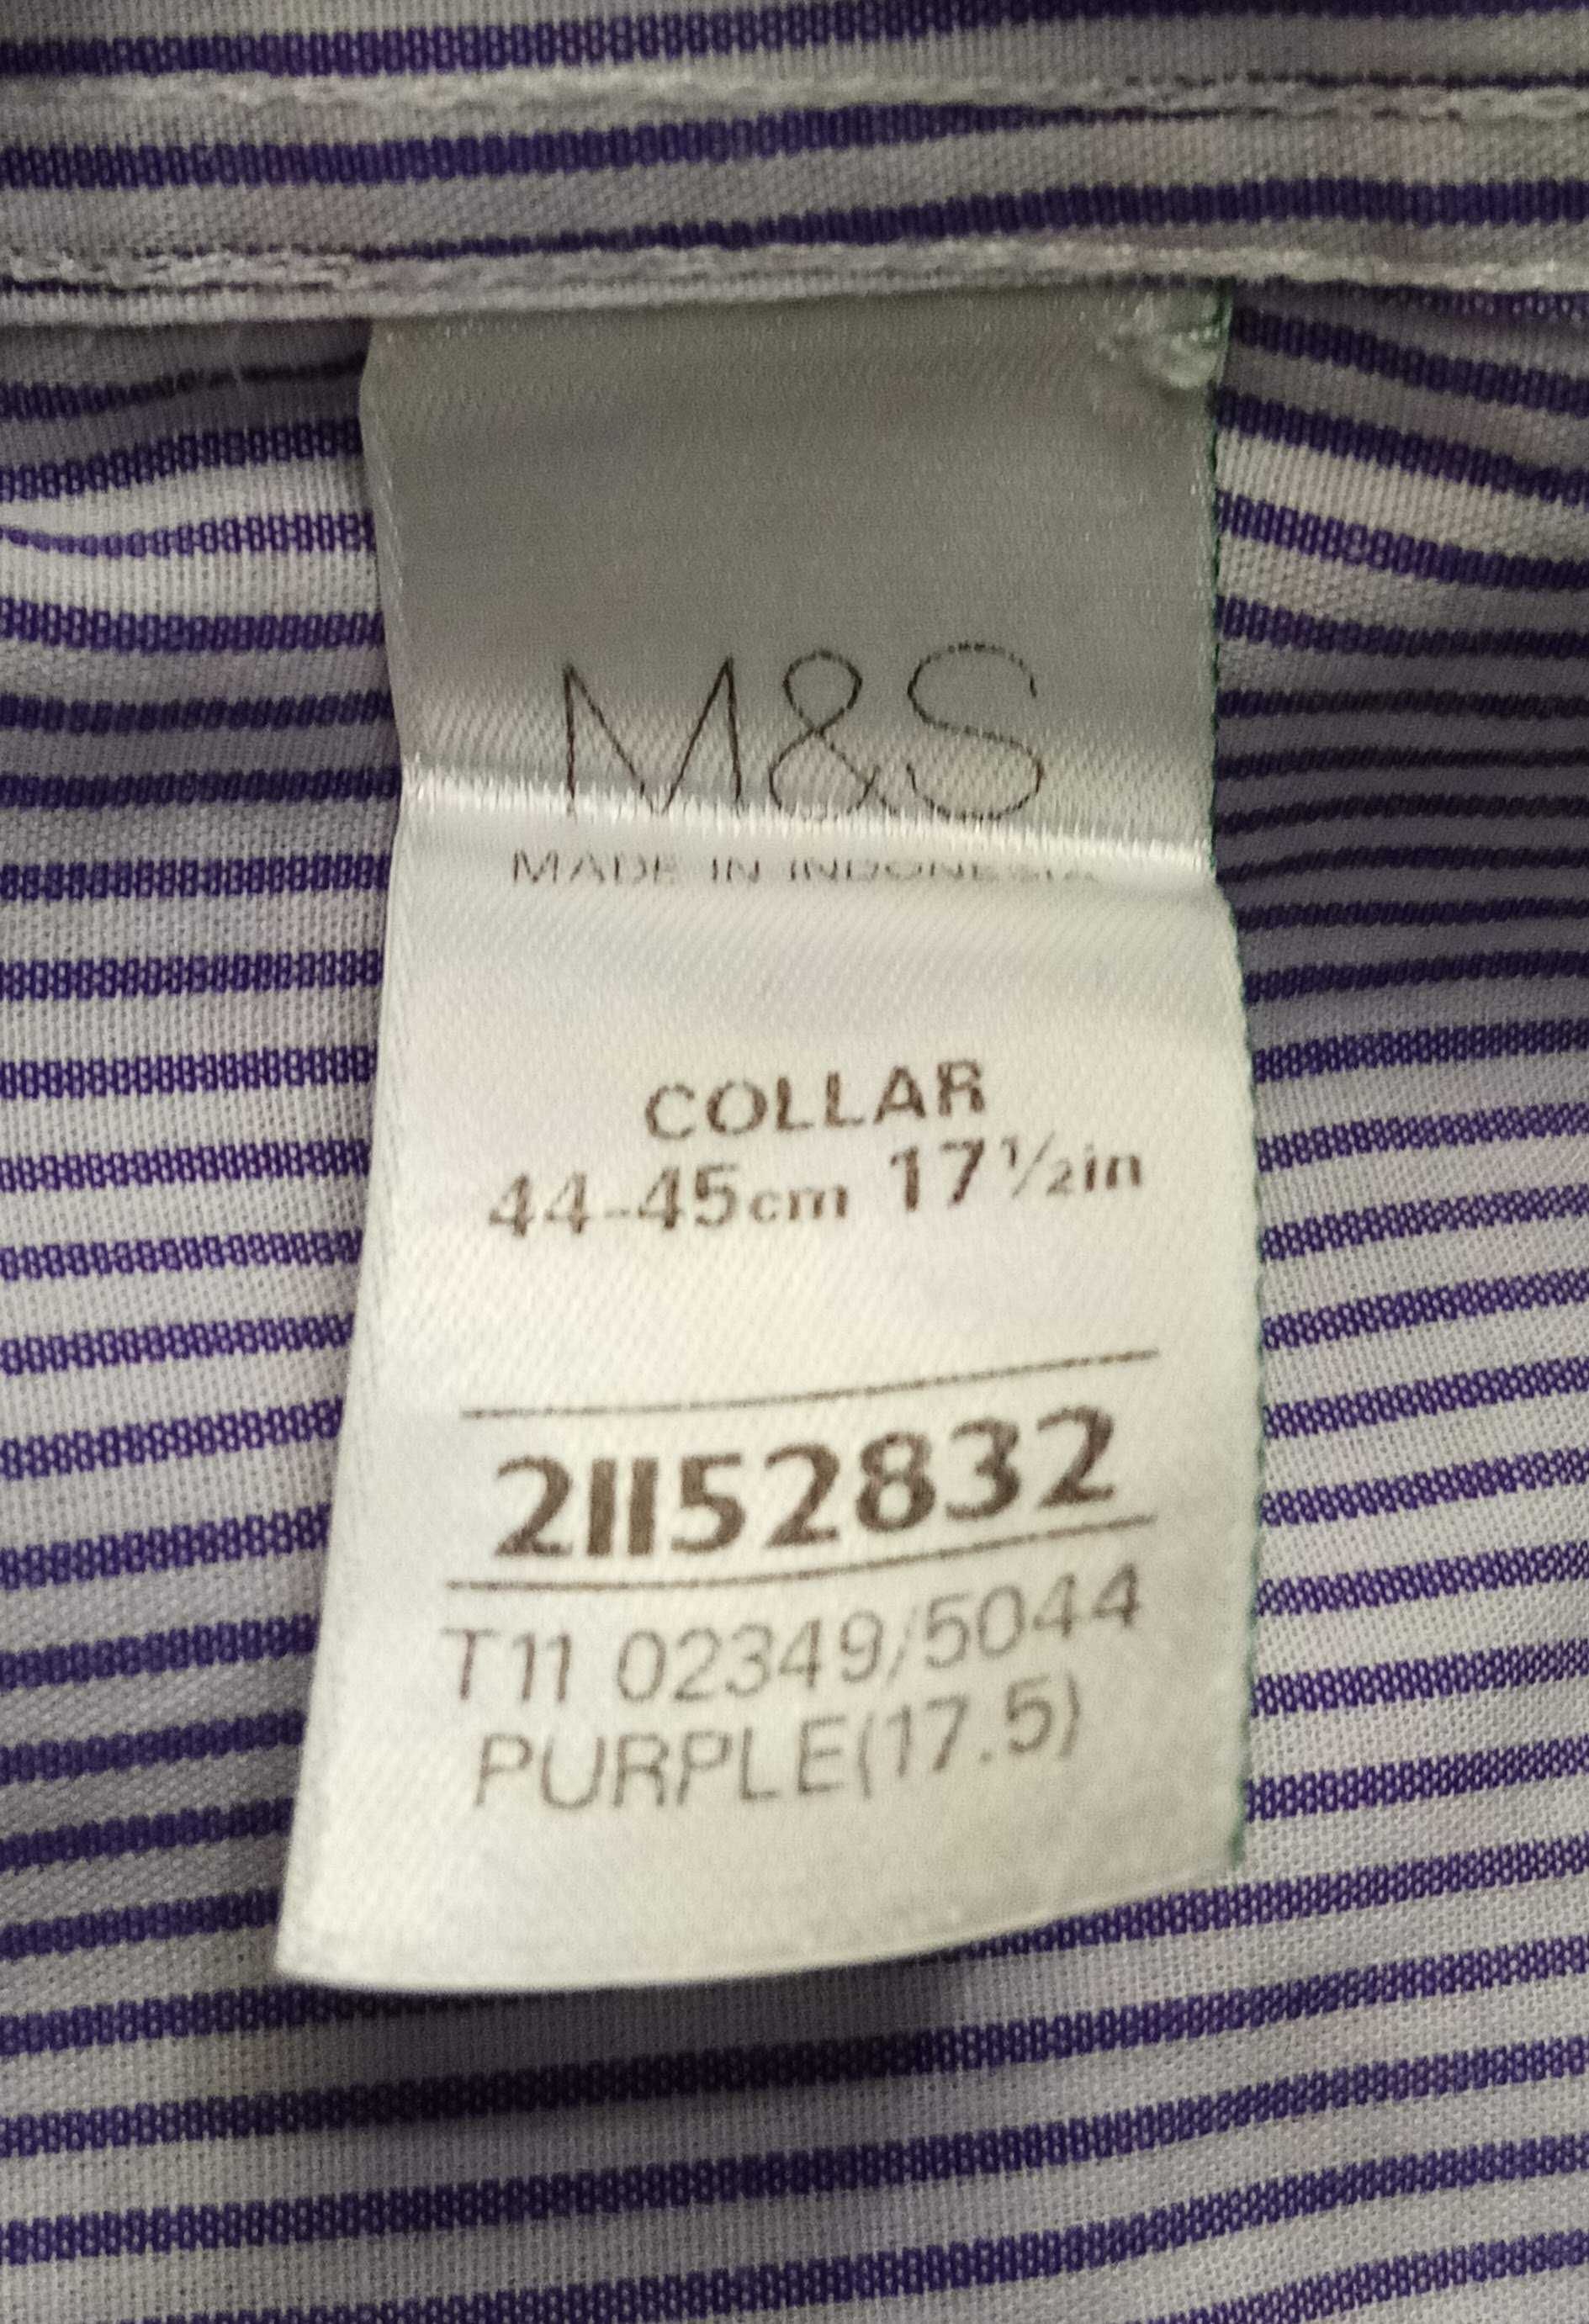 M&S
MADE IN INDONESIA
COLLAR
44-45cm 17½in
21152832
T11 02349/5044
PURPLE(17.5)